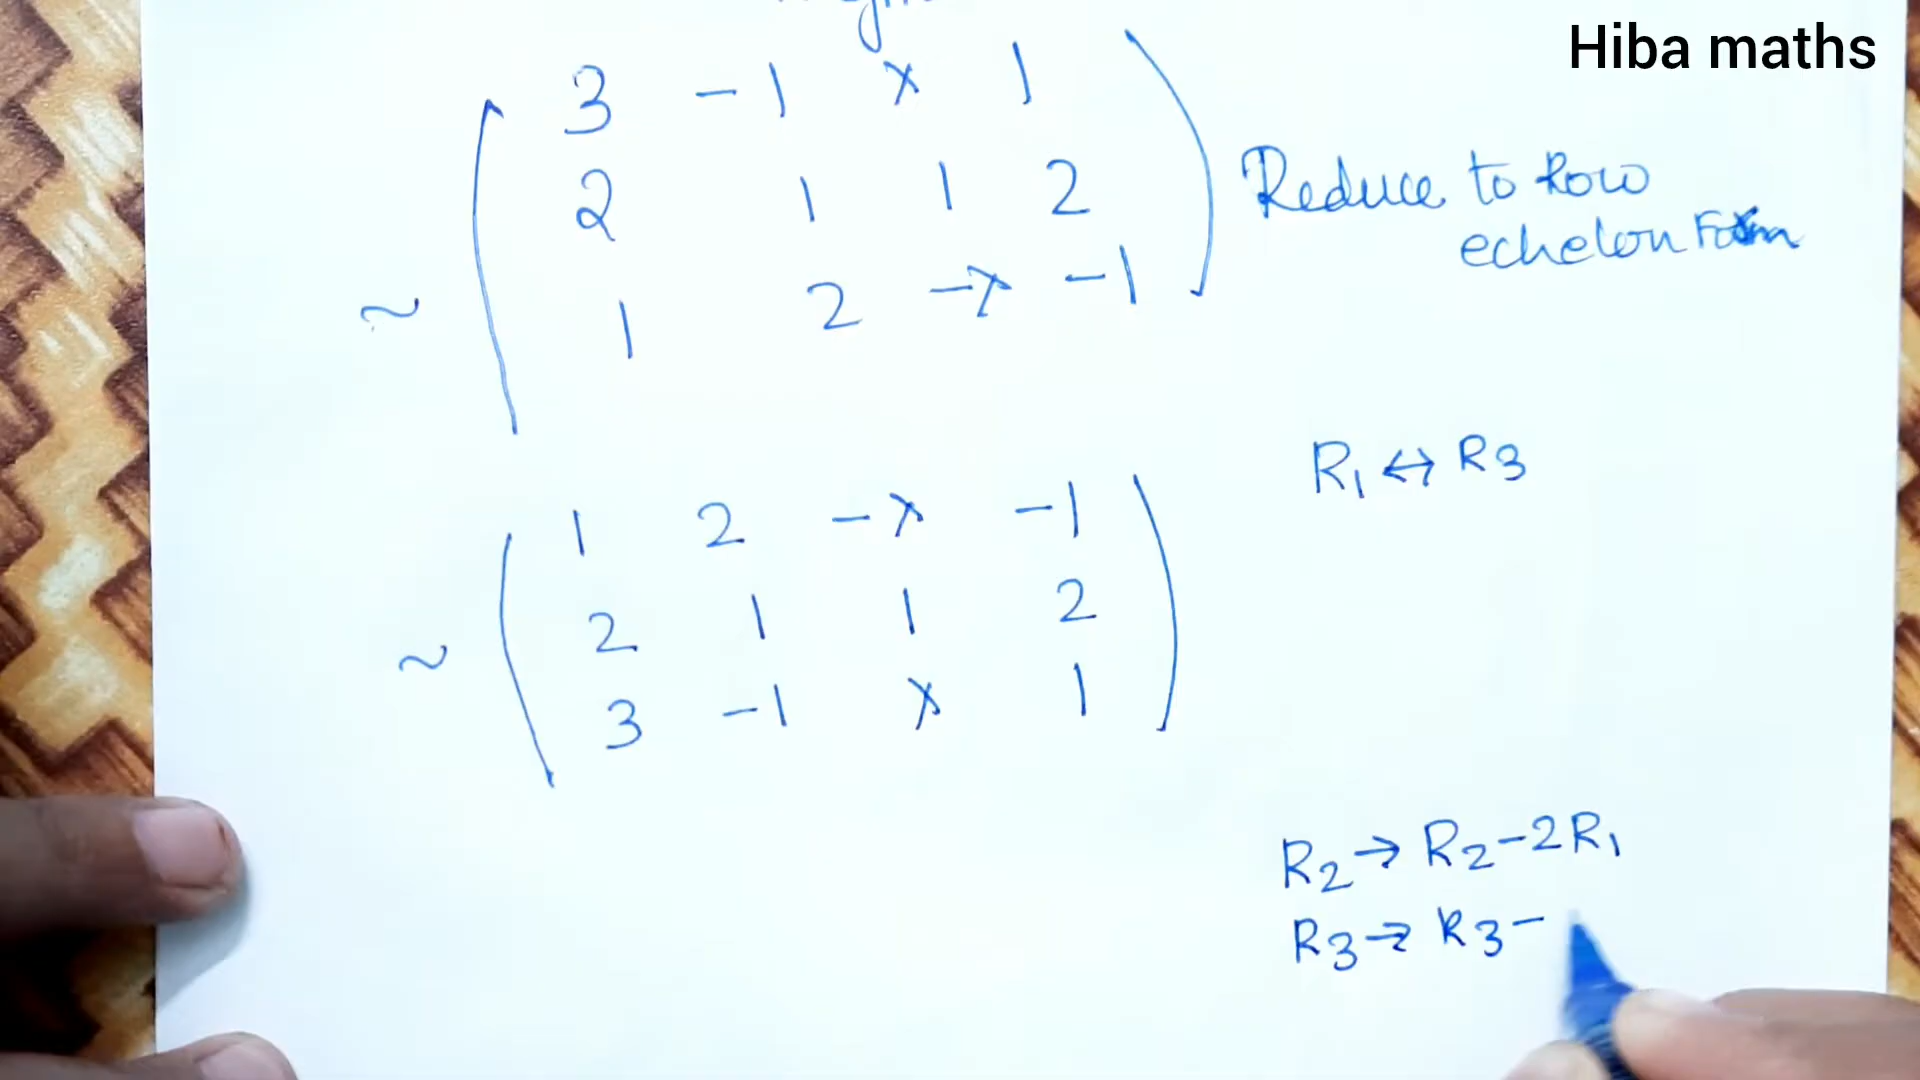 Hiba maths
3 -1 λ 1
2 1 1 2
~ 1 2 -λ -1
Reduce to Row
echelon Form
R1 ↔ R3
1 2 -λ -1
~ 2 1 1 2
3 -1 λ 1
R2 → R2-2R1
R3 → R3-